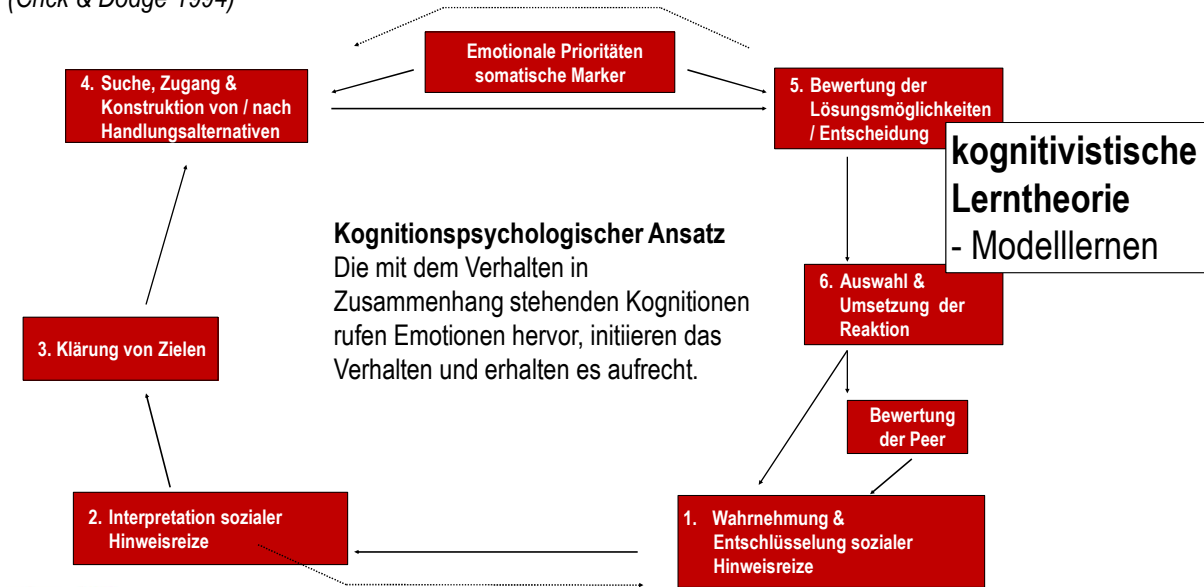 (Crick & Dodge 1994)
Emotionale Prioritäten
somatische Marker
4. Suche, Zugang &
Konstruktion von / nach
Handlungsalternativen
5. Bewertung der
Lösungsmöglichkeiten
/ Entscheidung
kognitivistische
Lerntheorie
- Modelllernen
Kognitionspsychologischer Ansatz
Die mit dem Verhalten in
Zusammenhang stehenden Kognitionen
rufen Emotionen hervor, initiieren das
Verhalten und erhalten es aufrecht.
6. Auswahl &
Umsetzung der
Reaktion
3. Klärung von Zielen
Bewertung
der Peer
2. Interpretation sozialer
Hinweisreize
1. Wahrnehmung &
Entschlüsselung sozialer
Hinweisreize